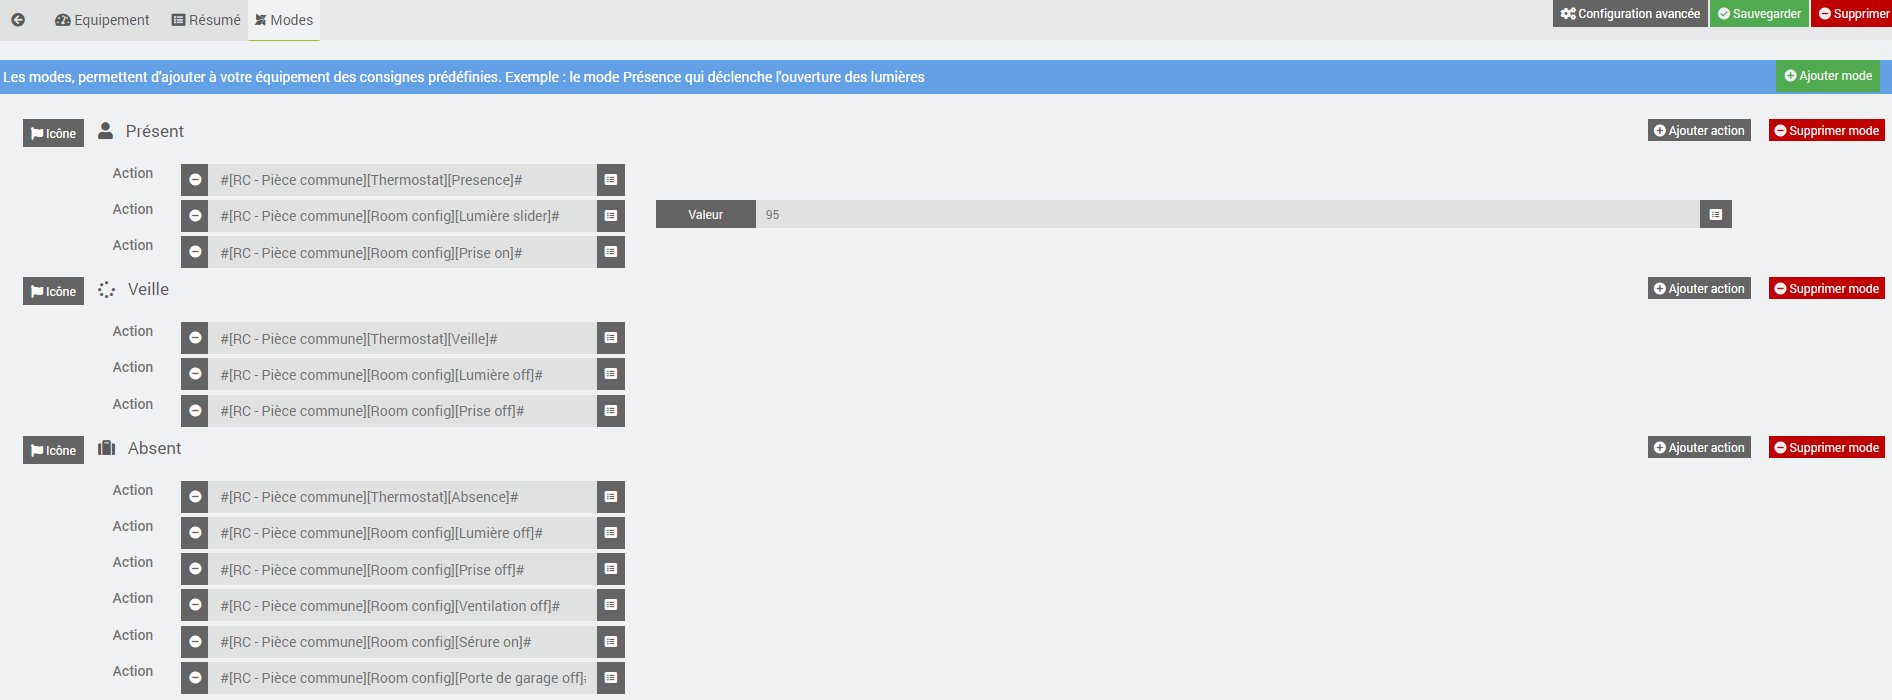 Equipement Résumé Modes Configuration avancée Sauvegarder Supprimer
Les modes, permettent d'ajouter à votre équipement des consignes prédéfinies. Exemple : le mode Présence qui déclenche l'ouverture des lumières Ajouter mode
Icône Présent Ajouter action Supprimer mode
Action #[RC - Pièce commune][Thermostat][Presence]#
Action #[RC - Pièce commune][Room config][Lumière slider]# Valeur 95
Action #[RC - Pièce commune][Room config][Prise on]#
Icône Veille Ajouter action Supprimer mode
Action #[RC - Pièce commune][Thermostat][Veille]#
Action #[RC - Pièce commune][Room config][Lumière off]#
Action #[RC - Pièce commune][Room config][Prise off]#
Icône Absent Ajouter action Supprimer mode
Action #[RC - Pièce commune][Thermostat][Absence]#
Action #[RC - Pièce commune][Room config][Lumière off]#
Action #[RC - Pièce commune][Room config][Prise off]#
Action #[RC - Pièce commune][Room config][Ventilation off]#
Action #[RC - Pièce commune][Room config][Sérure on]#
Action #[RC - Pièce commune][Room config][Porte de garage off]#